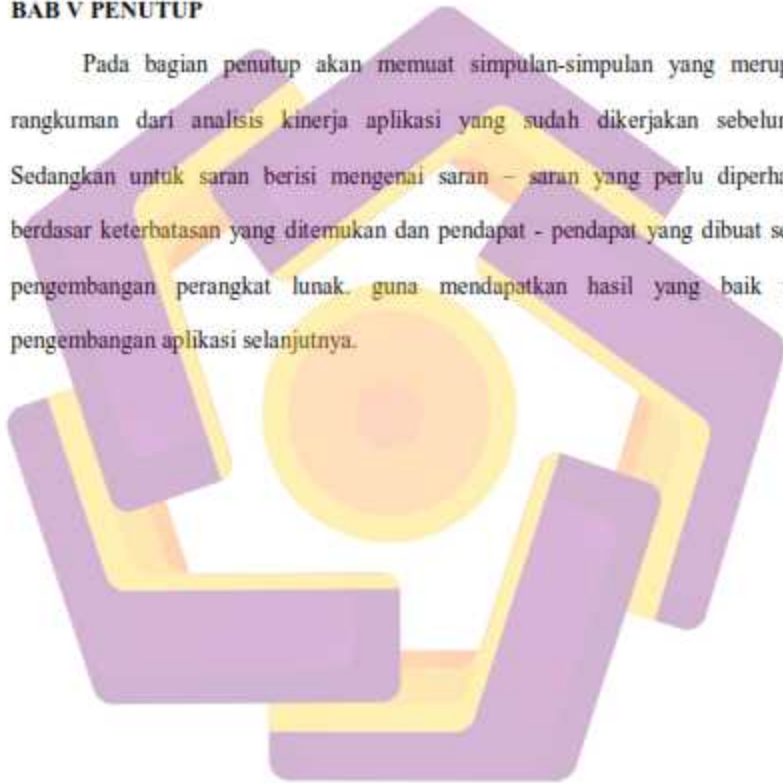 BAB V PENUTUP
Pada bagian penutup akan memuat simpulan-simpulan yang
rangkuman dari analisis kinerja aplikasi yang sudah dikerjakan
Sedangkan untuk saran berisi mengenai saran – saran yang perlu
berdasar keterbatasan yang ditemukan dan pendapat - pendapat yang dibuat
pengembangan perangkat lunak. guna mendapatkan hasil yang baik
pengembangan aplikasi selanjutnya.